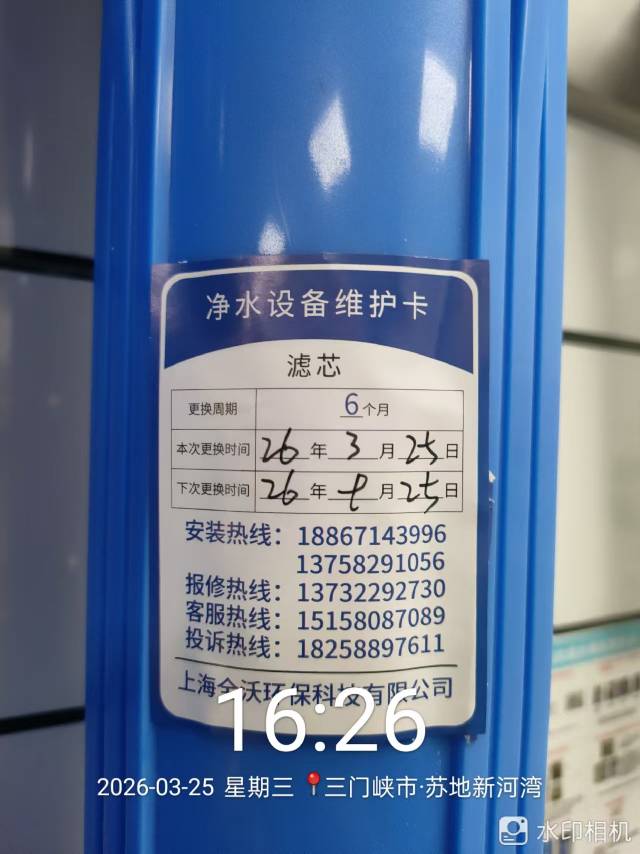 净水设备维护卡
滤芯
更换周期 6个月
本次更换时间 26年3月25日
下次更换时间 26年 月25日
安装热线：18867143996
13758291056
报修热线：13732292730
客服热线：15158087089
投诉热线：18258897611
上海全沃环保科技有限公司
16:26
2026-03-25 星期三 三门峡市·苏地新河湾
水印相机